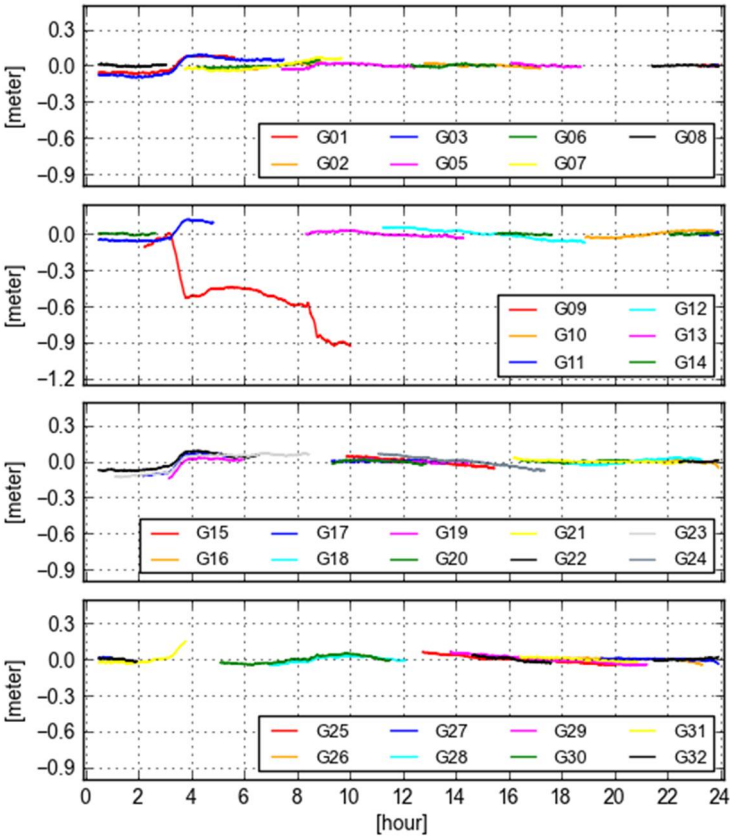 0.3
0.0
−0.3
−0.6
−0.9
[meter]
G01 G03 G06 G08
G02 G05 G07
0.0
−0.3
−0.6
−0.9
−1.2
[meter]
G09 G12
G10 G13
G11 G14
0.3
0.0
−0.3
−0.6
−0.9
[meter]
G15 G17 G19 G21 G23
G16 G18 G20 G22 G24
0.3
0.0
−0.3
−0.6
−0.9
[meter]
G25 G27 G29 G31
G26 G28 G30 G32
0 2 4 6 8 10 12 14 16 18 20 22 24
[hour]